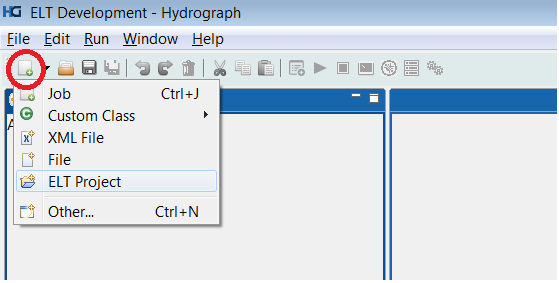 HG ELT Development - Hydrograph
File Edit Run Window Help
Job Ctrl+J
Custom Class
XML File
File
ELT Project
Other... Ctrl+N